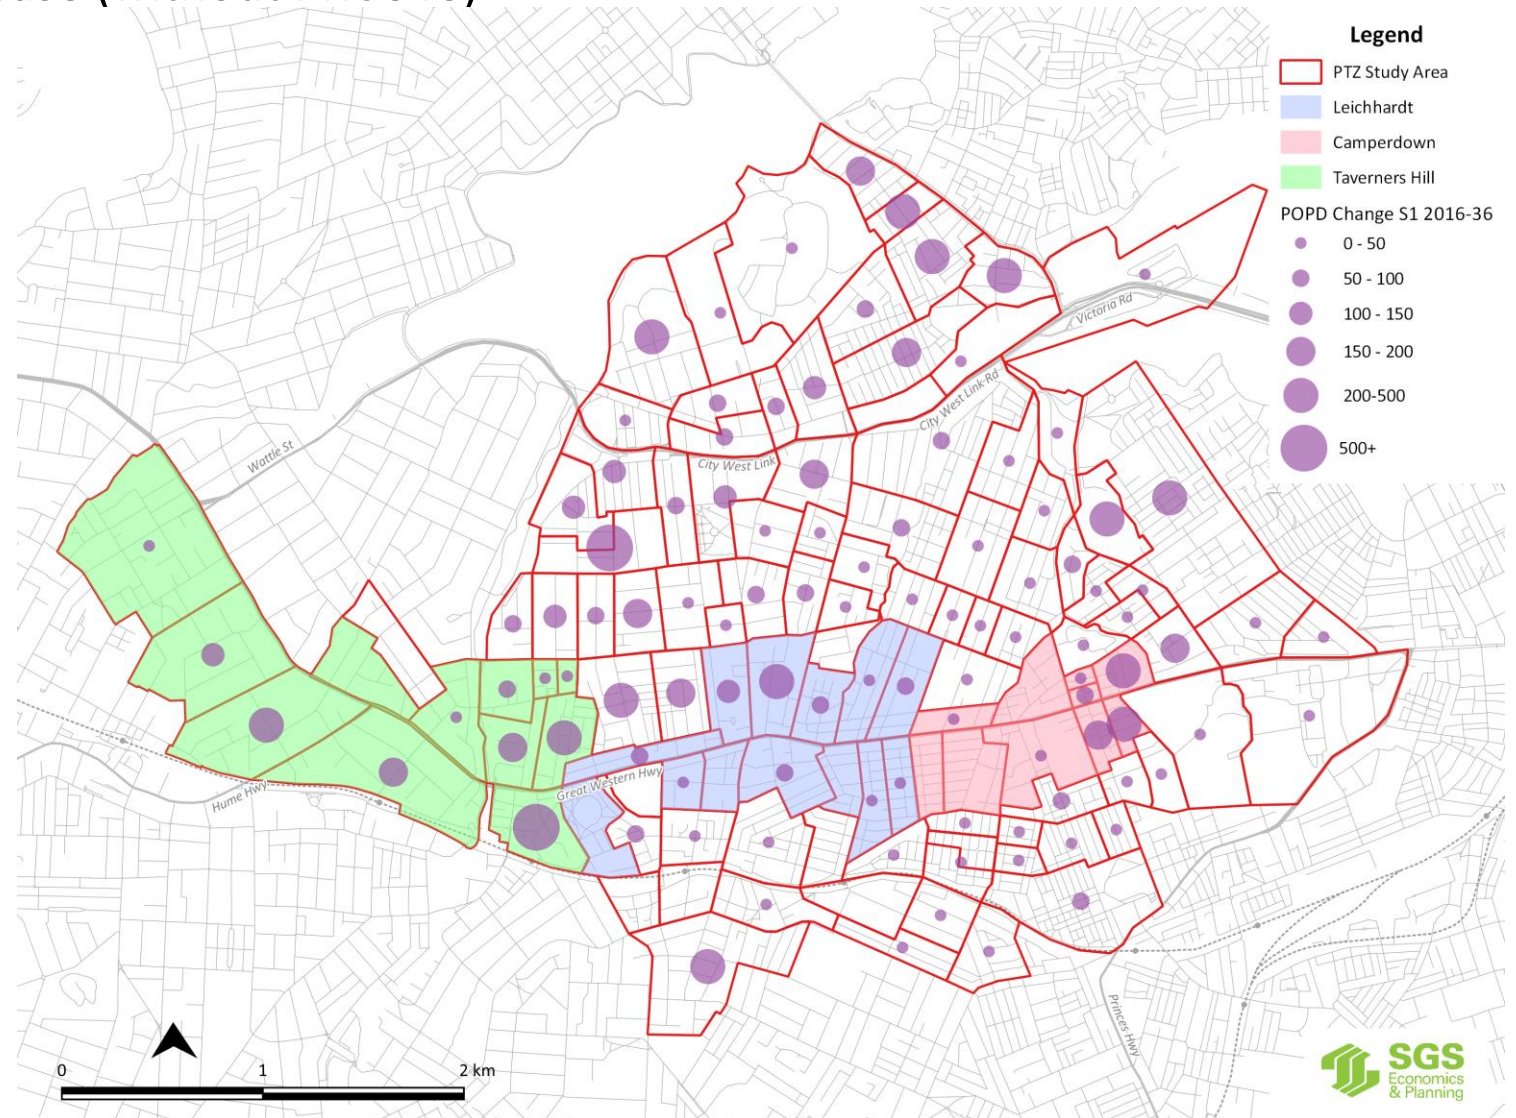 Legend
PTZ Study Area
Leichhardt
Camperdown
Taverners Hill
POPD Change S1 2016-36
0 - 50
50 - 100
100 - 150
150 - 200
200-500
500+
Victoria Rd
City West Link Rd
City West Link
Wattle St
Great Western Hwy
Hume Hwy
Princes Hwy
0 1 2 km
SGS
Economics
& Planning